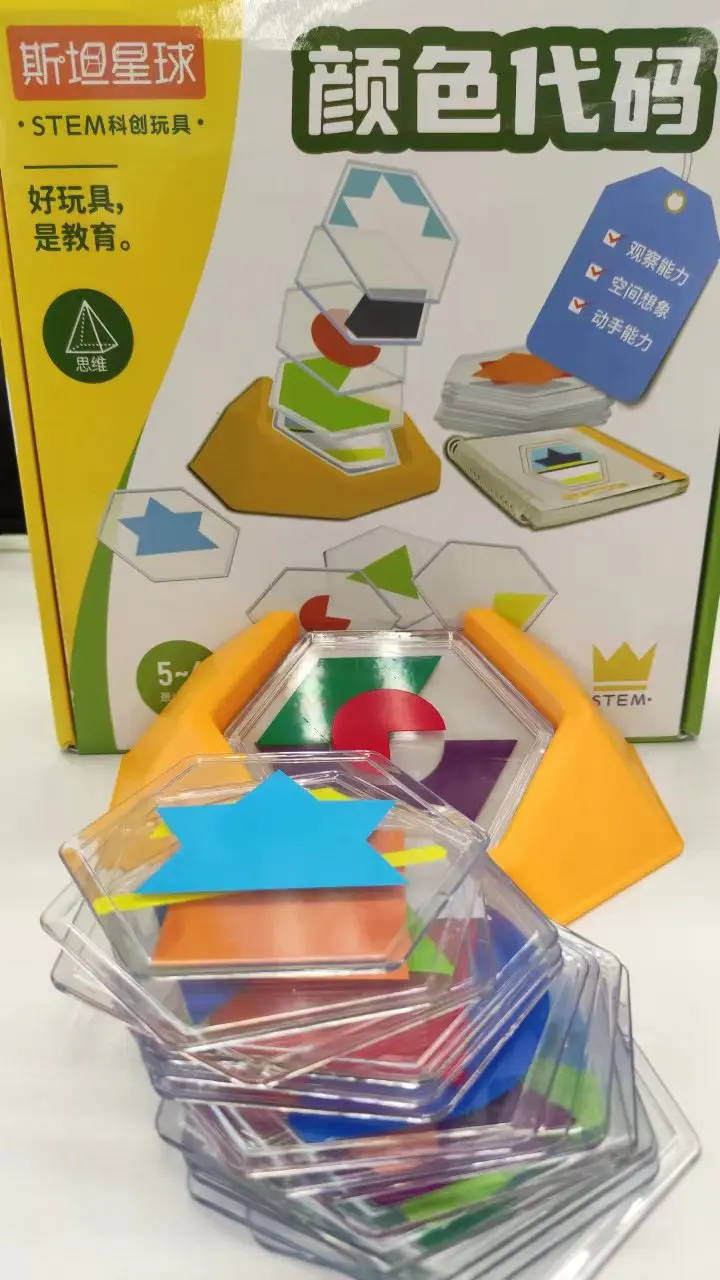 斯坦星球
·STEM科创玩具·
好玩具,
是教育。
思维
颜色代码
观察能力
空间想象
动手能力
5~
STEM·